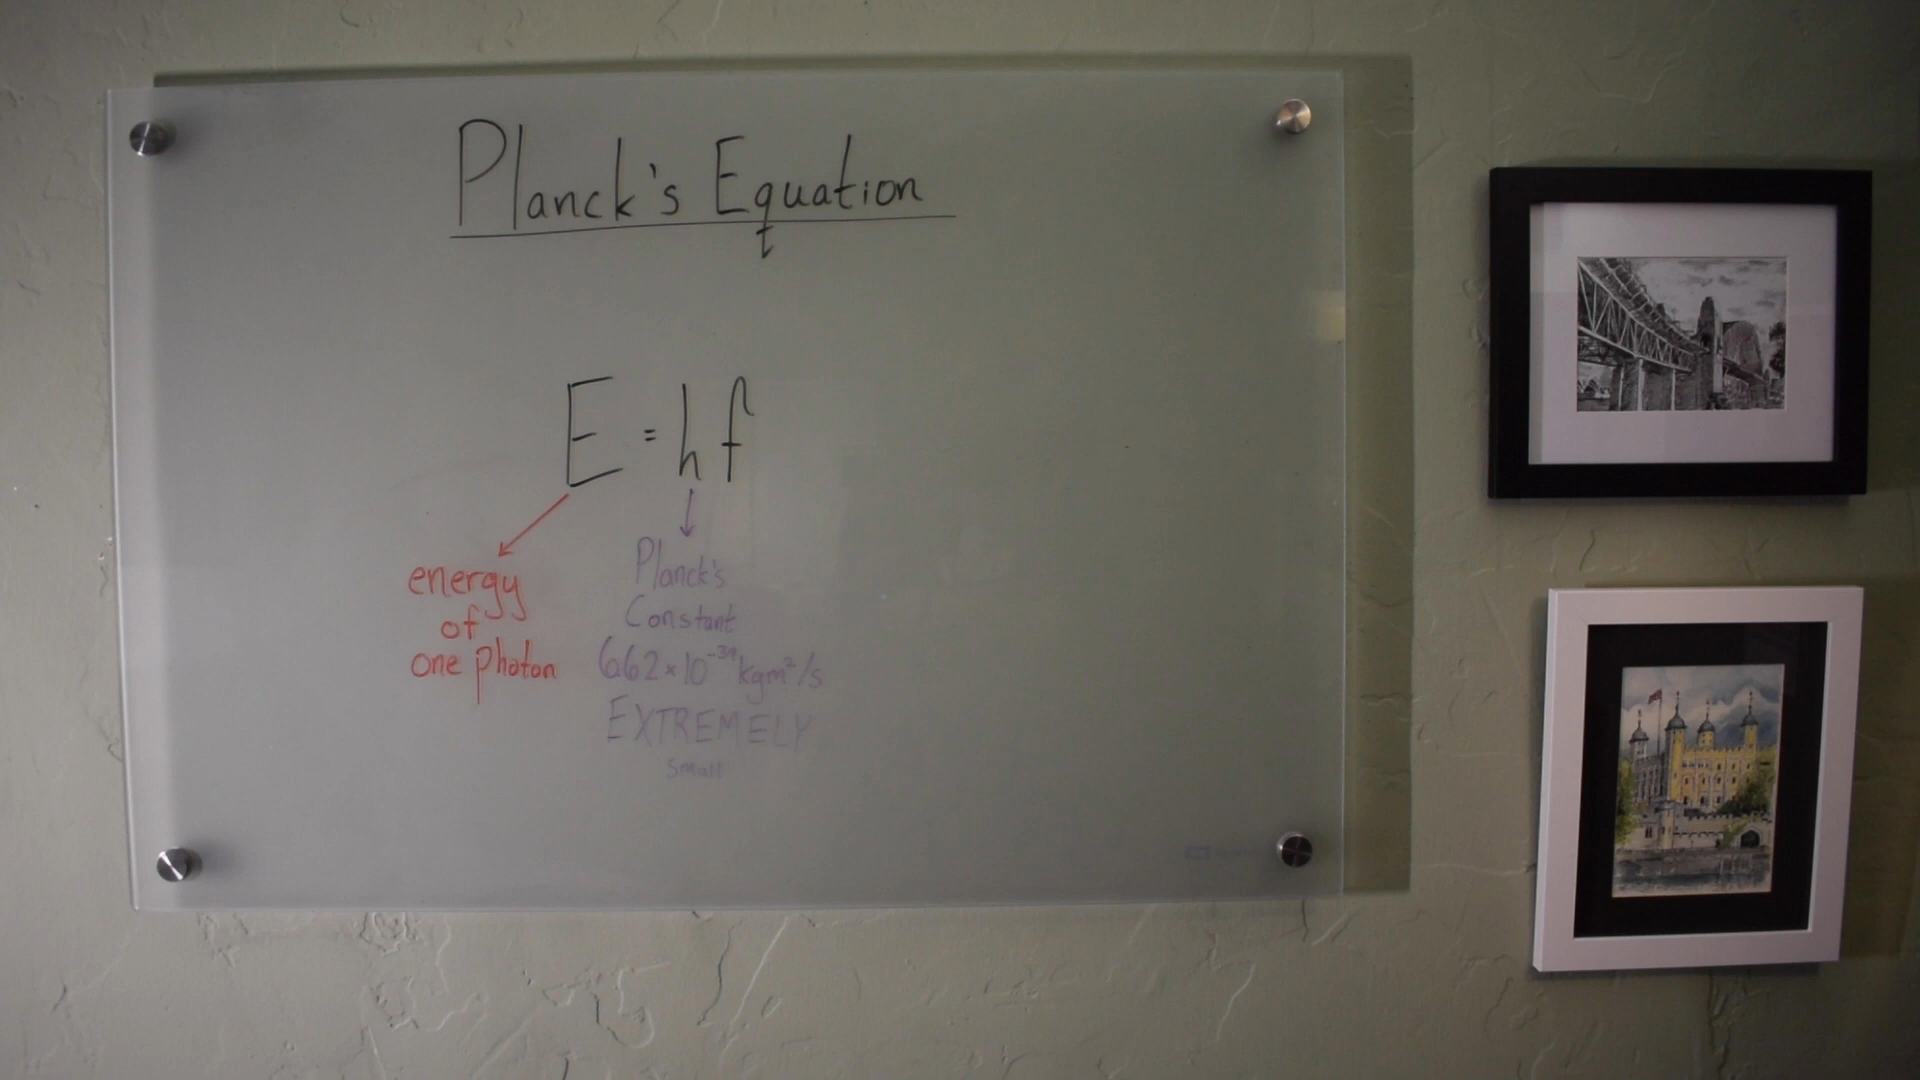 Planck's Equation
E = hf
energy
of
one photon
Planck's
Constant
6.62 × 10⁻³⁴ kgm²/s
EXTREMELY
small